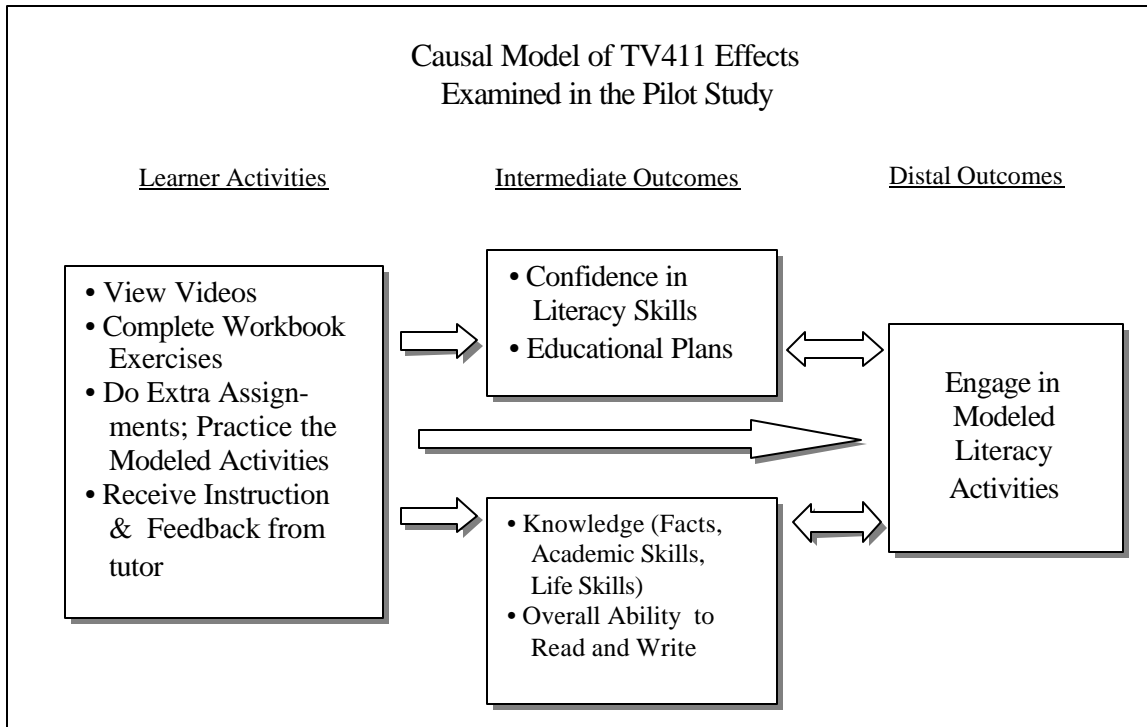 Causal Model of TV411 Effects
Examined in the Pilot Study
Learner Activities
Intermediate Outcomes
Distal Outcomes
• View Videos
• Complete Workbook
Exercises
• Do Extra Assign-
ments; Practice the
Modeled Activities
• Receive Instruction
& Feedback from
tutor
• Confidence in
Literacy Skills
• Educational Plans
• Knowledge (Facts,
Academic Skills,
Life Skills)
• Overall Ability to
Read and Write
Engage in
Modeled
Literacy
Activities